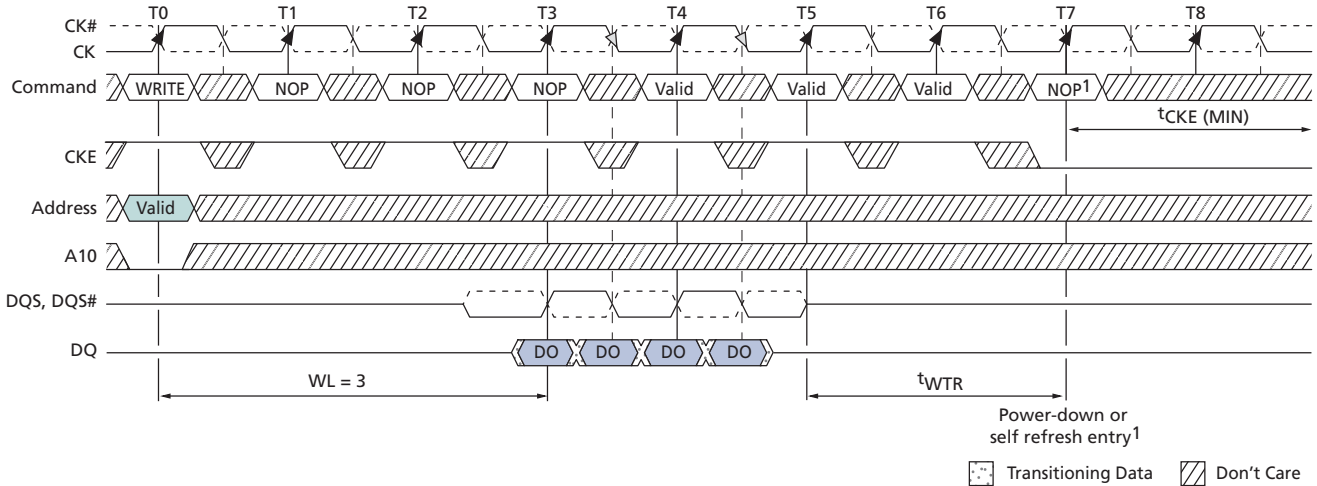 T0 T1 T2 T3 T4 T5 T6 T7 T8
CK#
CK
Command WRITE NOP NOP NOP Valid Valid Valid NOP1
tCKE (MIN)
CKE
Address Valid
A10
DQS, DQS#
DQ DO DO DO DO
WL = 3 tWTR
Power-down or
self refresh entry1
Transitioning Data Don't Care